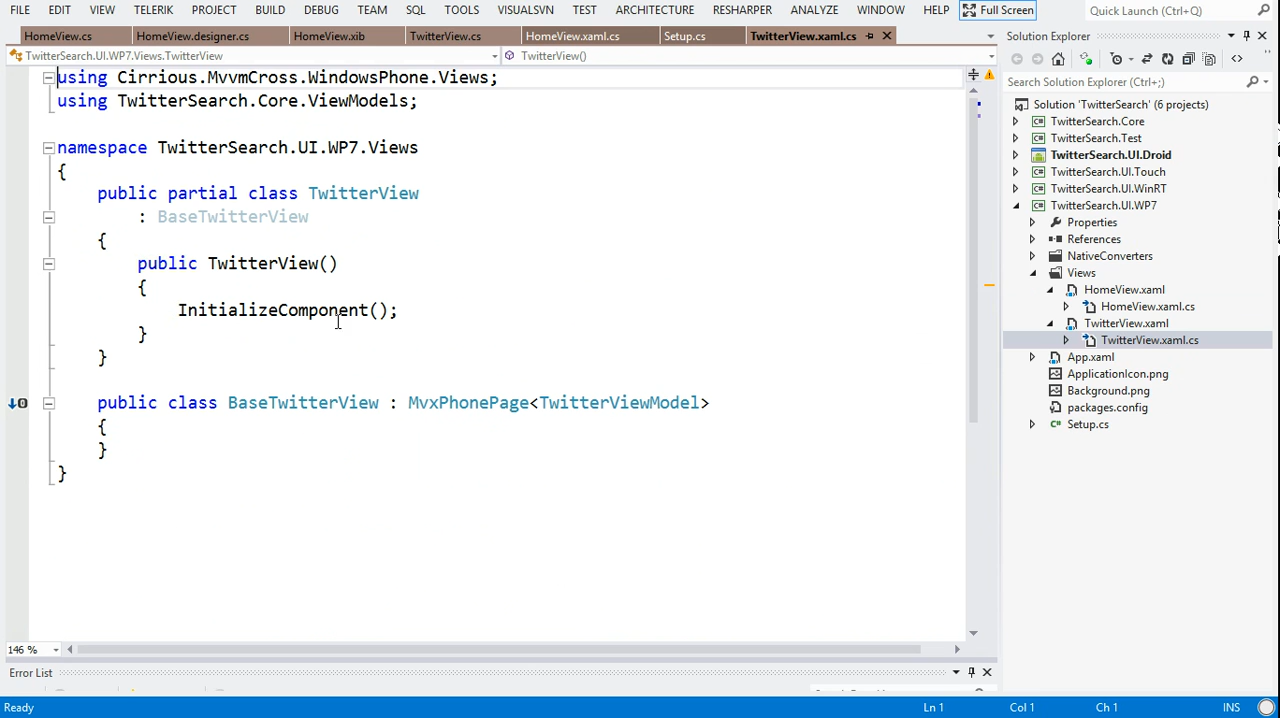 FILE EDIT VIEW TELERIK PROJECT BUILD DEBUG TEAM SQL TOOLS VISUALSVN TEST ARCHITECTURE RESHARPER ANALYZE WINDOW HELP Full Screen Quick Launch (Ctrl+Q)
HomeView.cs HomeView.designer.cs HomeView.xib TwitterView.cs HomeView.xaml.cs Setup.cs TwitterView.xaml.cs
TwitterSearch.UI.WP7.Views.TwitterView TwitterView()
using Cirrious.MvvmCross.WindowsPhone.Views;
using TwitterSearch.Core.ViewModels;
namespace TwitterSearch.UI.WP7.Views
{
public partial class TwitterView
: BaseTwitterView
{
public TwitterView()
{
InitializeComponent();
}
}
public class BaseTwitterView : MvxPhonePage<TwitterViewModel>
{
}
}
146 %
Error List
Solution Explorer
Search Solution Explorer (Ctrl+;)
Solution 'TwitterSearch' (6 projects)
TwitterSearch.Core
TwitterSearch.Test
TwitterSearch.UI.Droid
TwitterSearch.UI.Touch
TwitterSearch.UI.WinRT
TwitterSearch.UI.WP7
Properties
References
NativeConverters
Views
HomeView.xaml
HomeView.xaml.cs
TwitterView.xaml
TwitterView.xaml.cs
App.xaml
ApplicationIcon.png
Background.png
packages.config
Setup.cs
Ready Ln 1 Col 1 Ch 1 INS